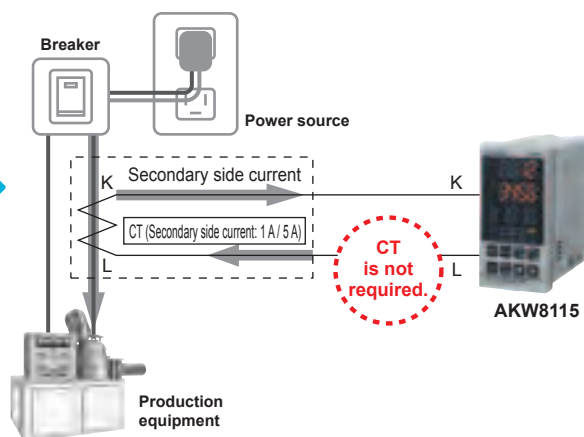 Breaker
Power source
K
Secondary side current
K
CT (Secondary side current: 1 A / 5 A)
L
CT
is not
required.
L
AKW8115
Production
equipment